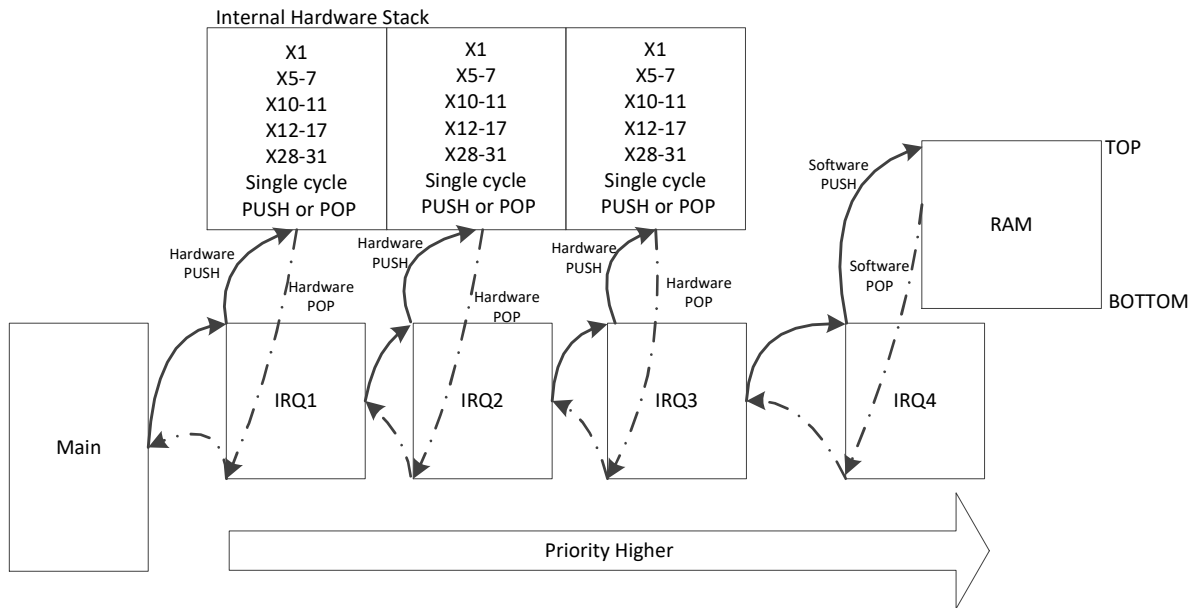 Internal Hardware Stack
X1
X5-7
X10-11
X12-17
X28-31
Single cycle
PUSH or POP
X1
X5-7
X10-11
X12-17
X28-31
Single cycle
PUSH or POP
X1
X5-7
X10-11
X12-17
X28-31
Single cycle
PUSH or POP
TOP
RAM
BOTTOM
Hardware
PUSH
Hardware
POP
Hardware
PUSH
Hardware
POP
Hardware
PUSH
Hardware
POP
Software
PUSH
Software
POP
Main
IRQ1
IRQ2
IRQ3
IRQ4
Priority Higher